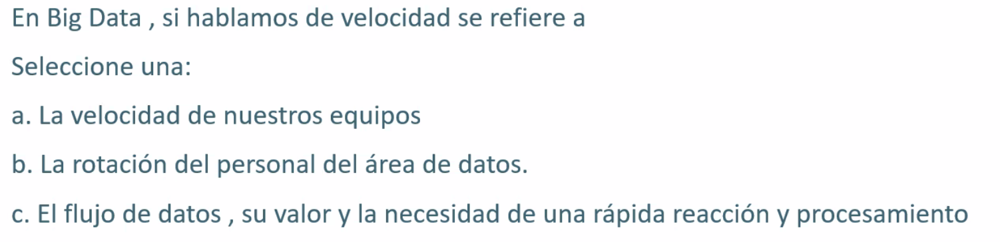 En Big Data , si hablamos de velocidad se refiere a
Seleccione una:
a. La velocidad de nuestros equipos
b. La rotación del personal del área de datos.
c. El flujo de datos , su valor y la necesidad de una rápida reacción y procesamiento